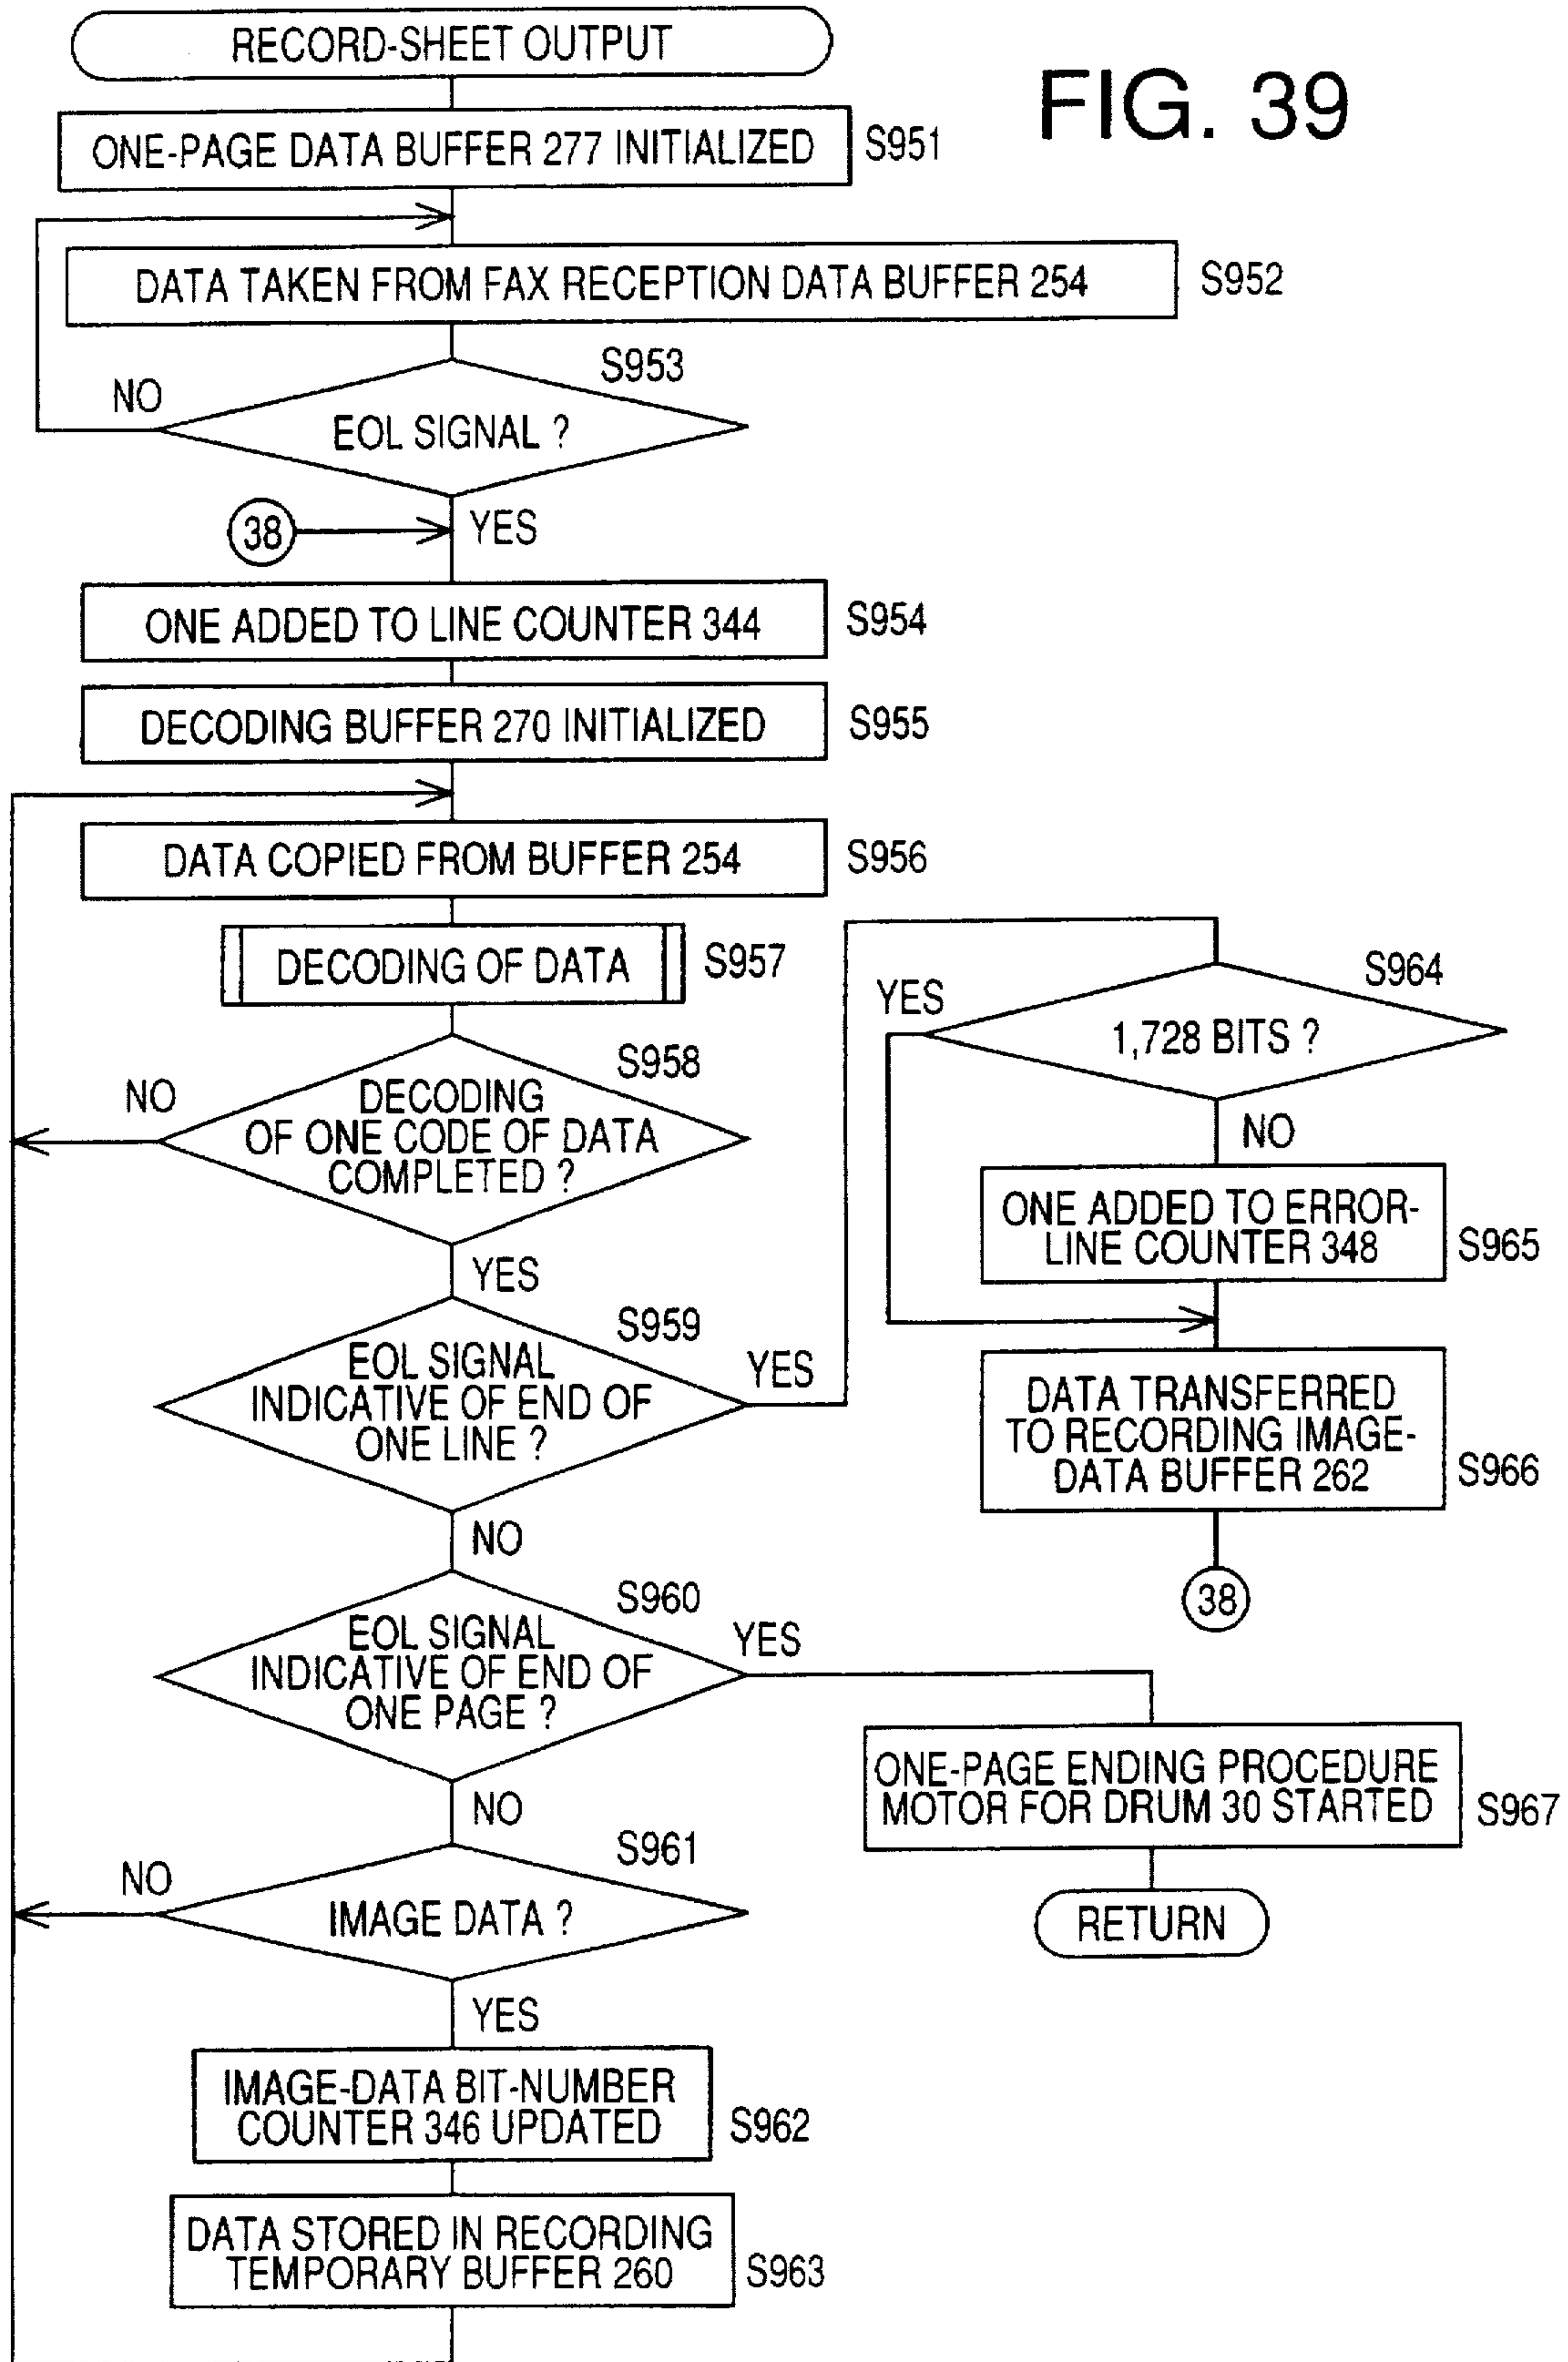 RECORD-SHEET OUTPUT
FIG. 39
ONE-PAGE DATA BUFFER 277 INITIALIZED
S951
DATA TAKEN FROM FAX RECEPTION DATA BUFFER 254
S952
S953
NO
EOL SIGNAL ?
38
YES
ONE ADDED TO LINE COUNTER 344
S954
DECODING BUFFER 270 INITIALIZED
S955
DATA COPIED FROM BUFFER 254
S956
DECODING OF DATA
S957
S958
NO
DECODING
OF ONE CODE OF DATA
COMPLETED ?
YES
S959
EOL SIGNAL
INDICATIVE OF END OF
ONE LINE ?
YES
NO
S960
EOL SIGNAL
INDICATIVE OF END OF
ONE PAGE ?
YES
NO
S961
NO
IMAGE DATA ?
YES
IMAGE-DATA BIT-NUMBER
COUNTER 346 UPDATED
S962
DATA STORED IN RECORDING
TEMPORARY BUFFER 260
S963
S964
YES
1,728 BITS ?
NO
ONE ADDED TO ERROR-
LINE COUNTER 348
S965
DATA TRANSFERRED
TO RECORDING IMAGE-
DATA BUFFER 262
S966
38
ONE-PAGE ENDING PROCEDURE
MOTOR FOR DRUM 30 STARTED
S967
RETURN